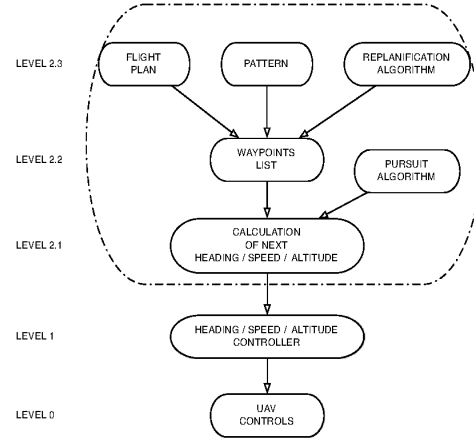 LEVEL 2.3
FLIGHT
PLAN
PATTERN
REPLANIFICATION
ALGORITHM
LEVEL 2.2
WAYPOINTS
LIST
PURSUIT
ALGORITHM
LEVEL 2.1
CALCULATION
OF NEXT
HEADING / SPEED / ALTITUDE
LEVEL 1
HEADING / SPEED / ALTITUDE
CONTROLLER
LEVEL 0
UAV
CONTROLS